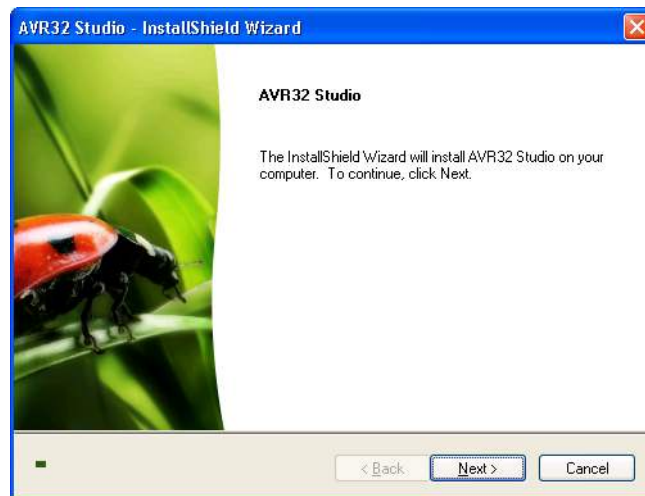 AVR32 Studio - InstallShield Wizard
AVR32 Studio
The InstallShield Wizard will install AVR32 Studio on your
computer. To continue, click Next.
< Back Next > Cancel